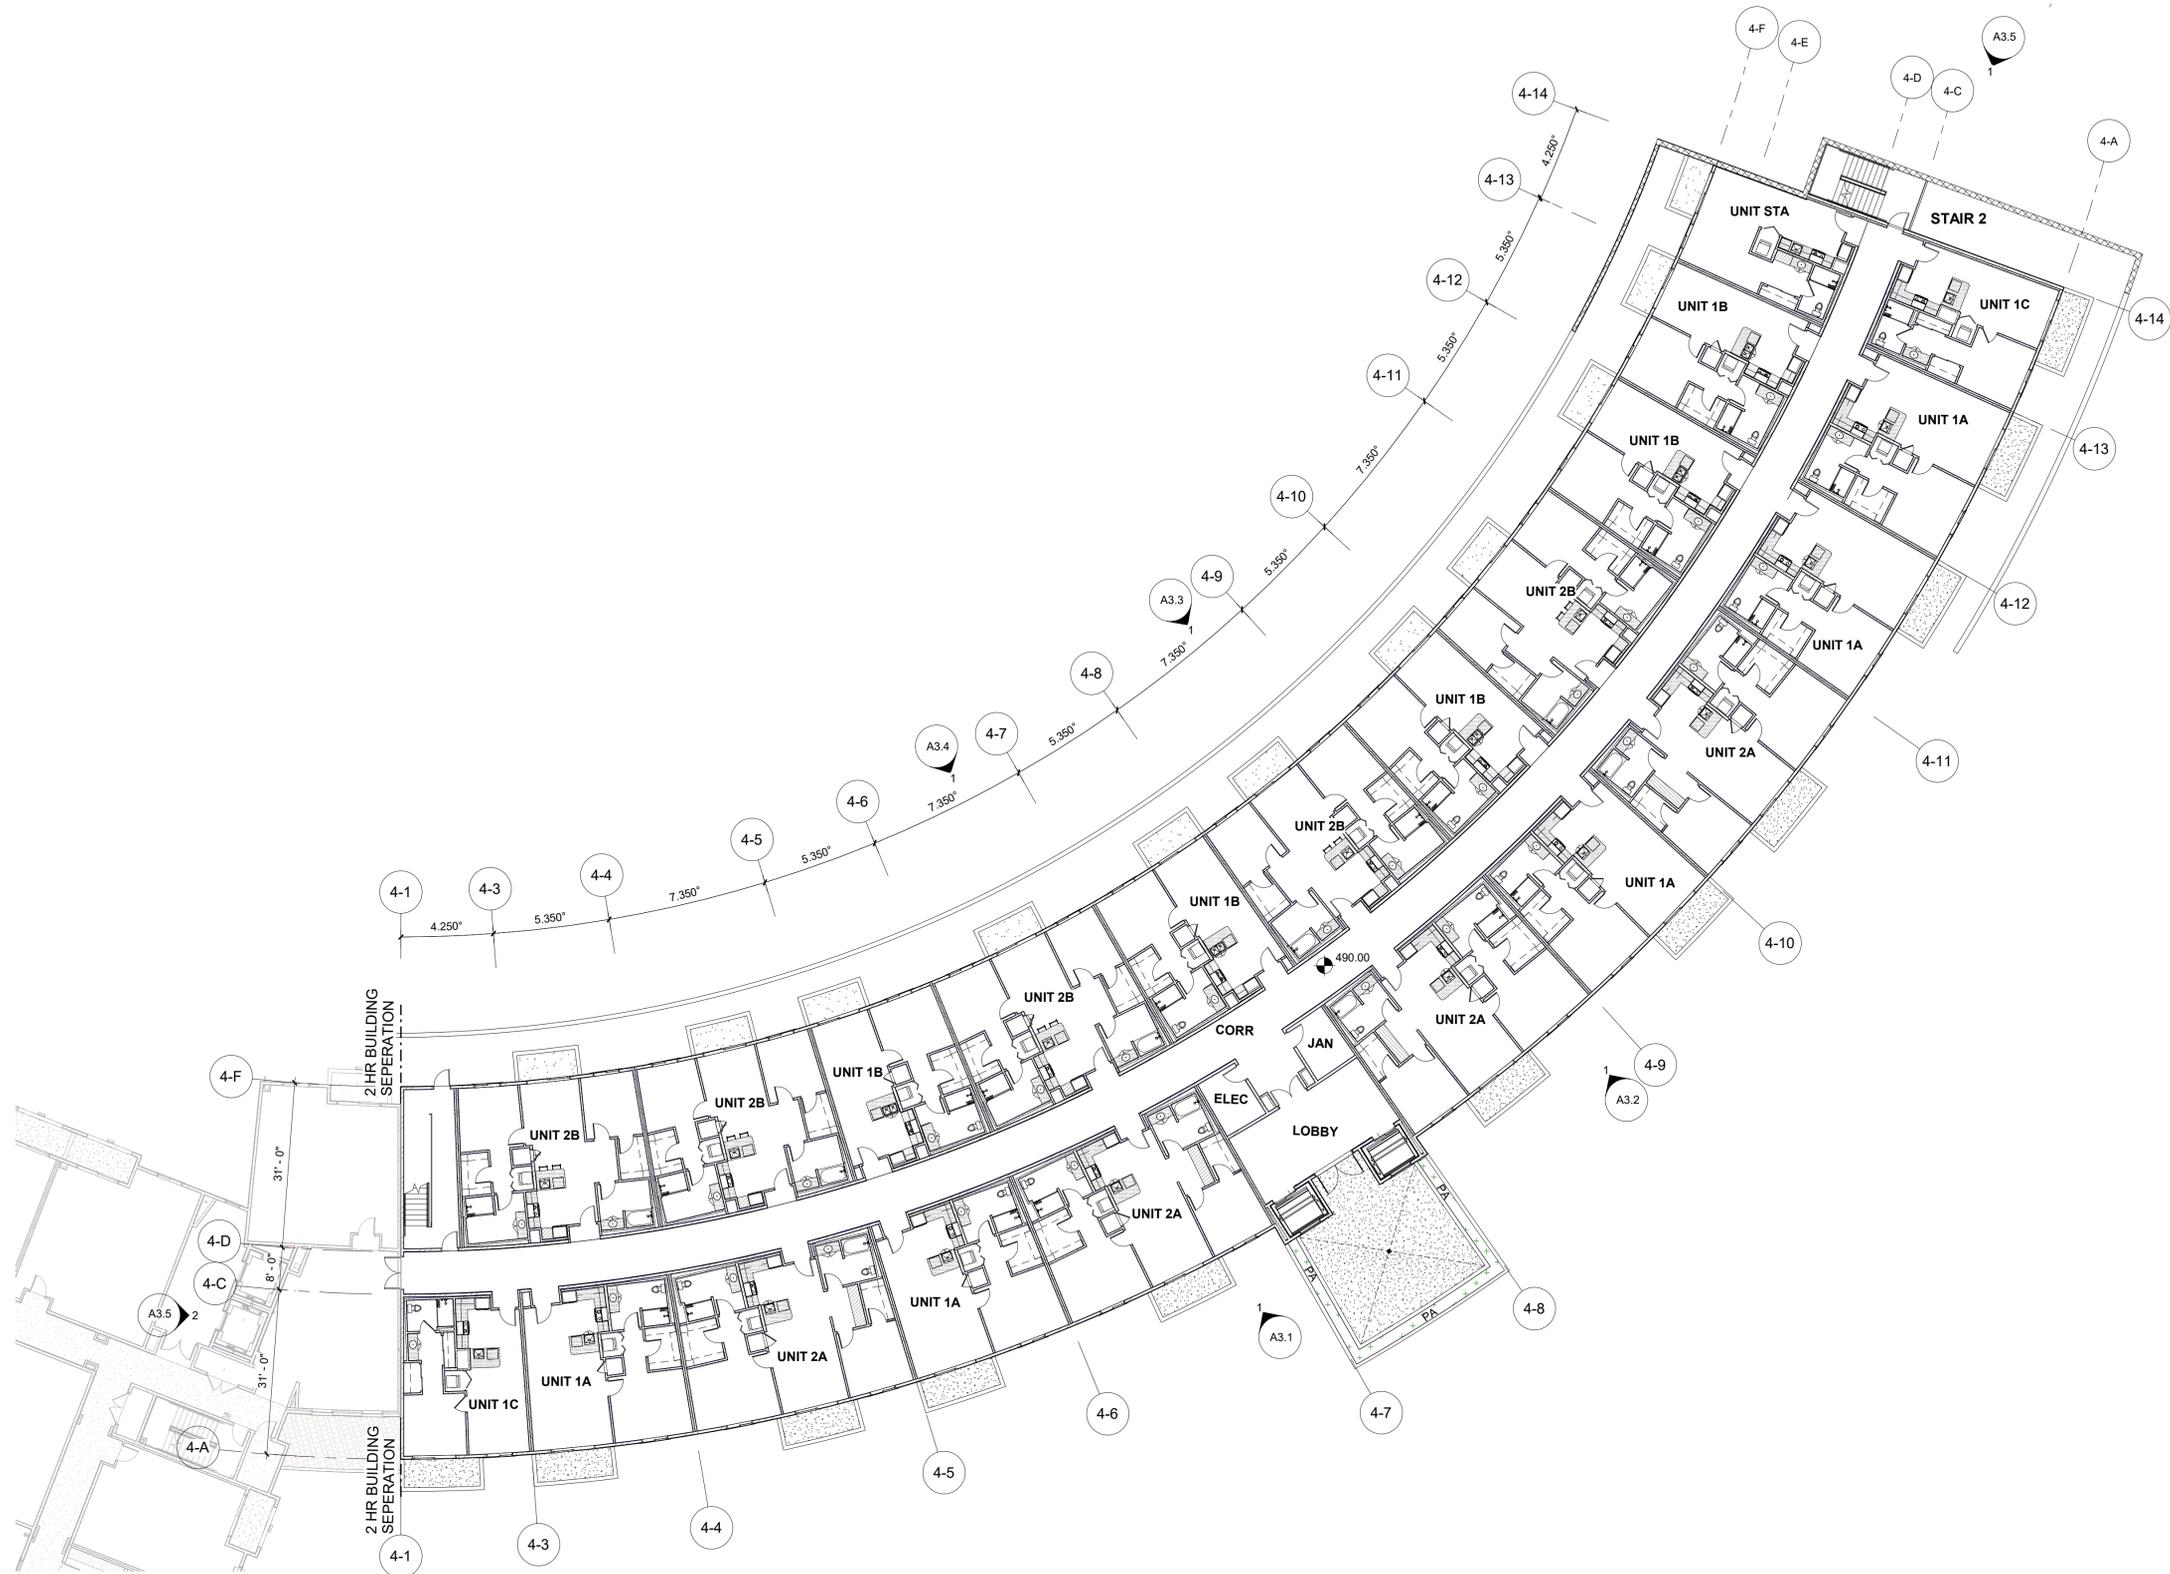 4-F
4-E
A3.5
1
4-D
4-C
4-14
4-A
4.250°
4-13
UNIT STA
STAIR 2
5.350°
4-12
UNIT 1B
UNIT 1C
4-14
5.350°
4-11
UNIT 1A
UNIT 1B
4-13
7.350°
4-10
5.350°
4-9
A3.3
1
UNIT 2B
4-12
UNIT 1A
7.350°
4-8
UNIT 1B
5.350°
4-7
A3.4
1
UNIT 2A
4-11
7.350°
4-6
UNIT 2B
5.350°
4-5
UNIT 1A
4-4
4-3
4-1
7.350°
5.350°
4.250°
UNIT 1B
4-10
490.00
UNIT 2B
UNIT 2A
CORR
JAN
2 HR BUILDING
SEPERATION
4-F
UNIT 1B
4-9
1
A3.2
ELEC
UNIT 2B
LOBBY
UNIT 2B
31' - 0"
PA
UNIT 2A
4-D
8' - 0"
4-C
PA
A3.5
2
UNIT 1A
4-8
1
A3.1
PA
31' - 0"
UNIT 2A
UNIT 1A
UNIT 1C
4-7
4-6
4-A
2 HR BUILDING
SEPERATION
4-5
4-4
4-3
4-1